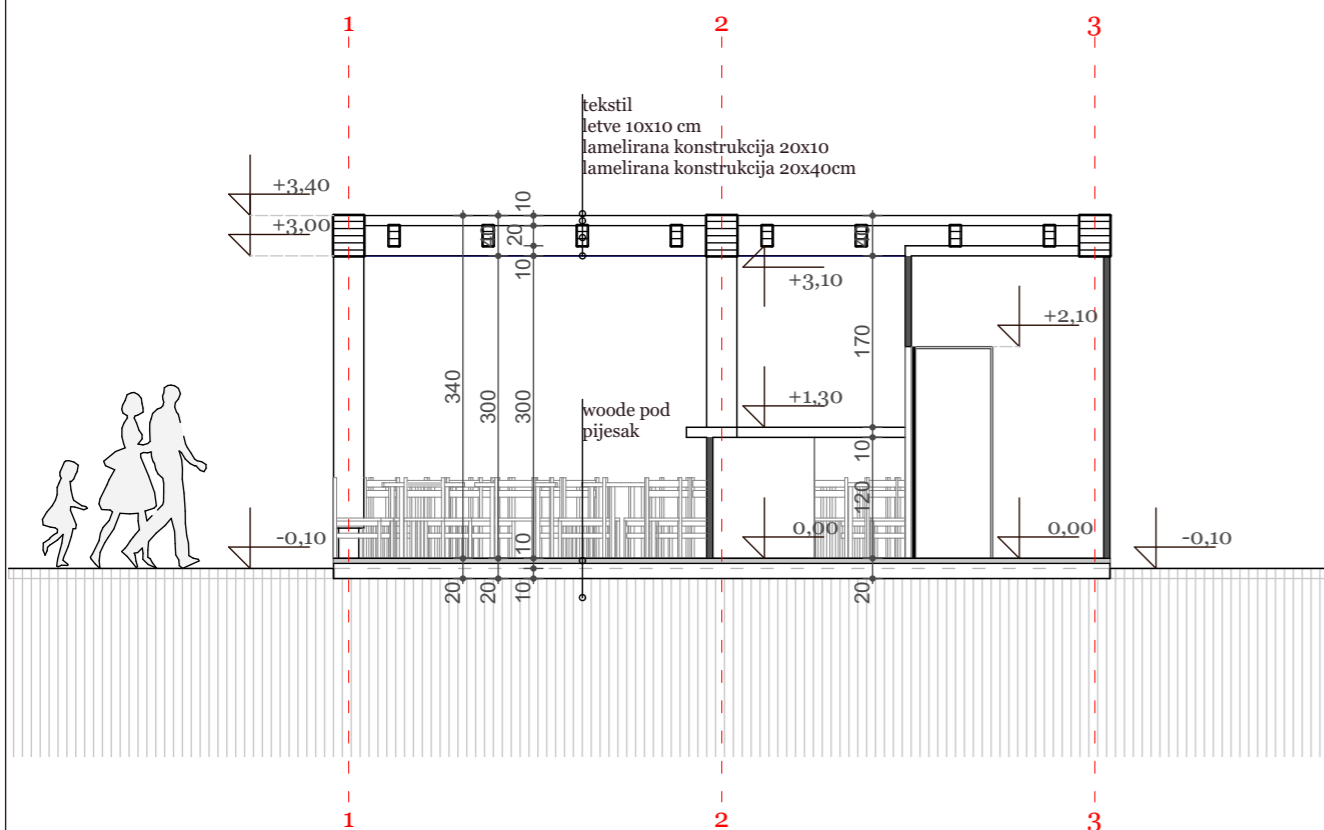 1 2 3
tekstil
letve 10x10 cm
lamelirana konstrukcija 20x10
lamelirana konstrukcija 20x40cm
+3,40
10
+3,00
20
10
+3,10
+2,10
170
340
300
300
+1,30
woode pod
pijesak
10
120
-0,10
10
0,00
0,00
-0,10
20
20
10
20
1 2 3